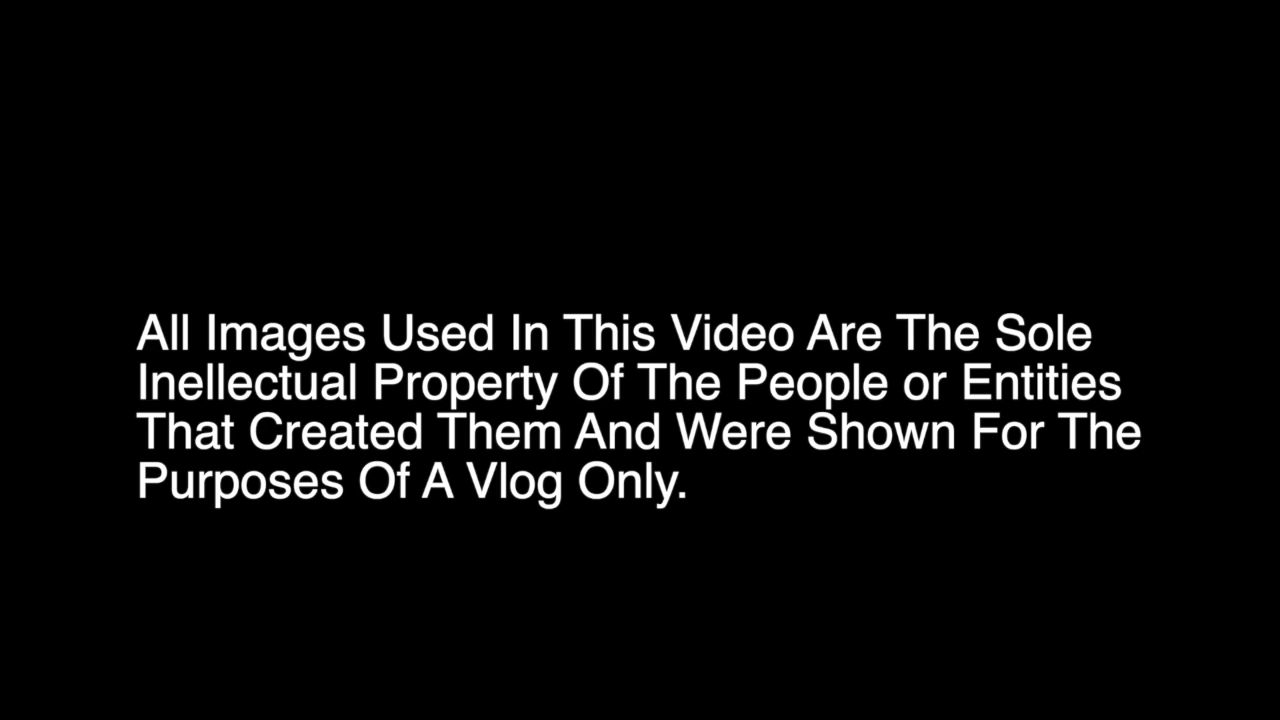 All Images Used In This Video Are The Sole
Inellectual Property Of The People or Entities
That Created Them And Were Shown For The
Purposes Of A Vlog Only.